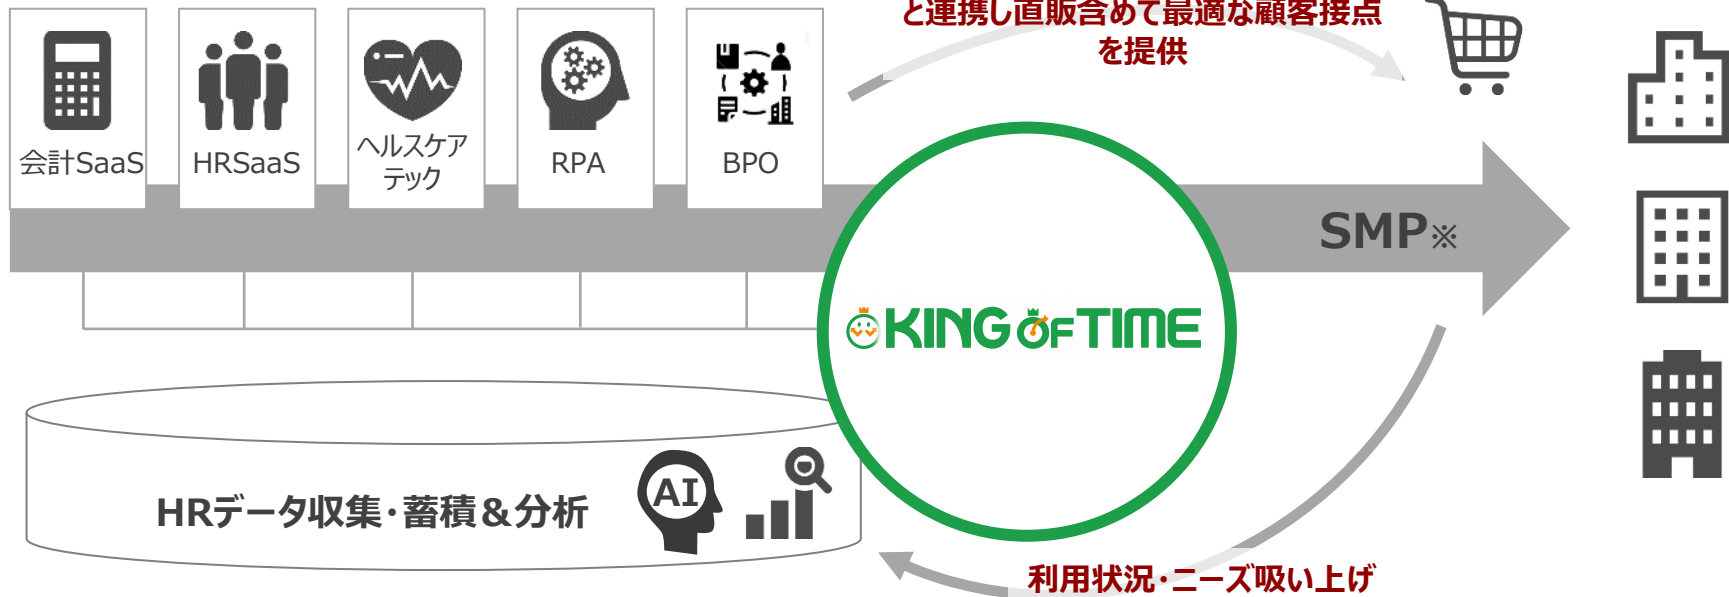 と連携し直販含めて最適な顧客接点
を提供
会計SaaS
HRSaaS
ヘルスケア
テック
RPA
BPO
SMP※
KING OF TIME
HRデータ収集・蓄積＆分析
AI
利用状況・ニーズ吸い上げ